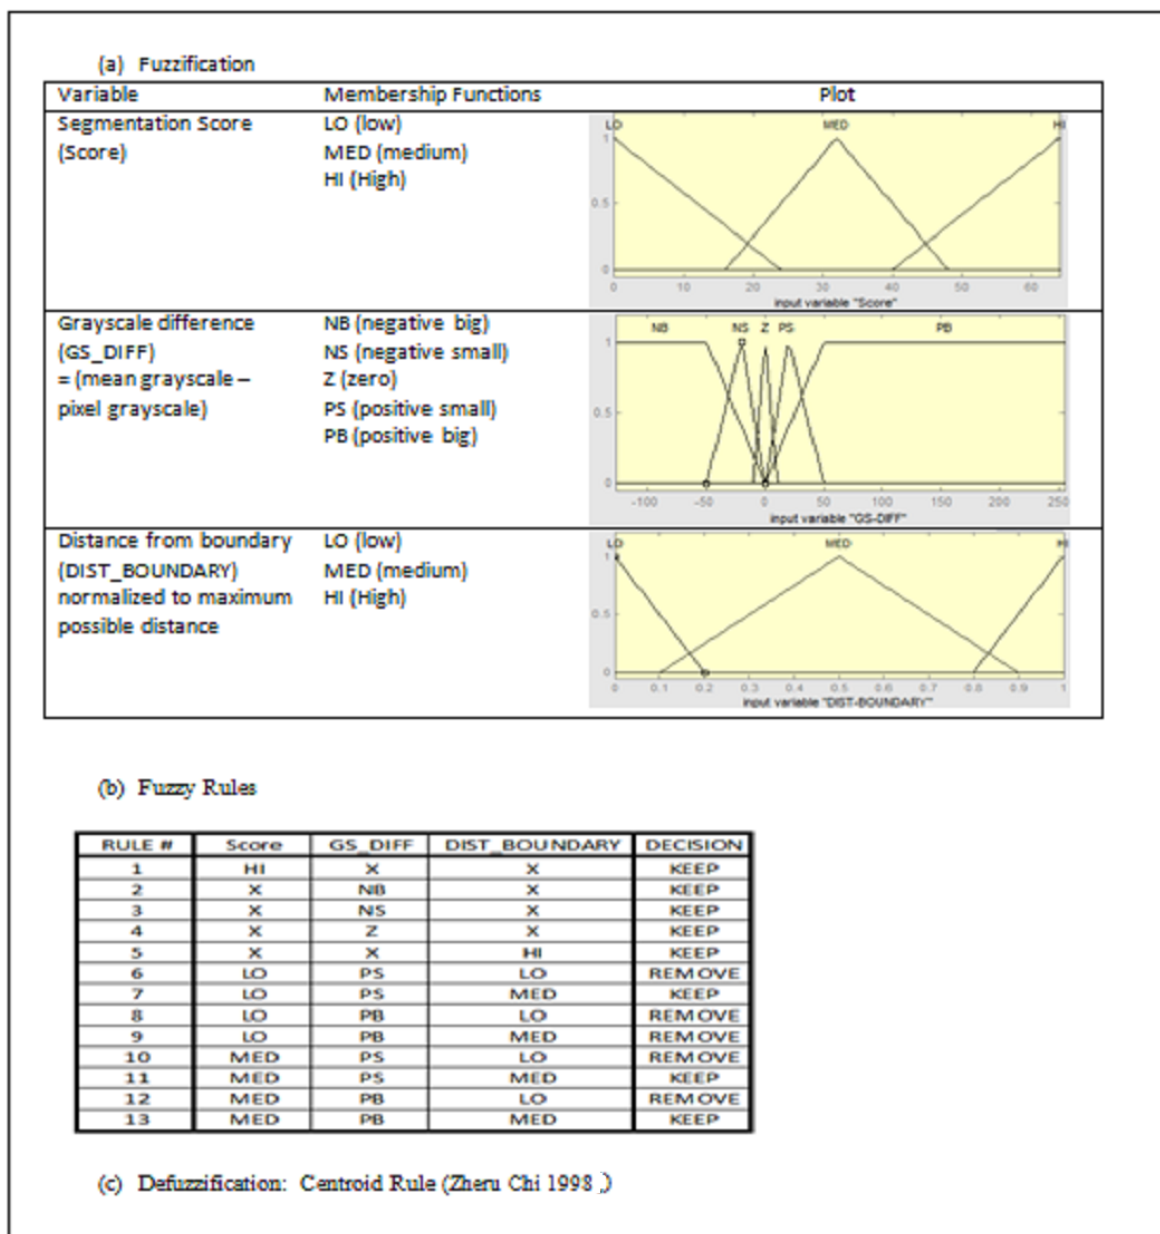 (a) Fuzzification
Variable Membership Functions Plot
Segmentation Score
(Score)
LO (low)
MED (medium)
HI (High)
LO MED HI
1
0.5
0
0 10 20 30 40 50 60
input variable "Score"
Grayscale difference
(GS_DIFF)
= (mean grayscale –
pixel grayscale)
NB (negative big)
NS (negative small)
Z (zero)
PS (positive small)
PB (positive big)
NB NS Z PS PB
1
0.5
0
-100 -50 0 50 100 150 200 250
input variable "GS-DIFF"
Distance from boundary
(DIST_BOUNDARY)
normalized to maximum
possible distance
LO (low)
MED (medium)
HI (High)
LO MED HI
1
0.5
0
0 0.1 0.2 0.3 0.4 0.5 0.6 0.7 0.8 0.9 1
input variable "DIST-BOUNDARY"
(b) Fuzzy Rules
RULE # Score GS_DIFF DIST_BOUNDARY DECISION
1 HI X X KEEP
2 X NB X KEEP
3 X NS X KEEP
4 X Z X KEEP
5 X X HI KEEP
6 LO PS LO REMOVE
7 LO PS MED KEEP
8 LO PB LO REMOVE
9 LO PB MED REMOVE
10 MED PS LO REMOVE
11 MED PS MED KEEP
12 MED PB LO REMOVE
13 MED PB MED KEEP
(c) Defuzzification: Centroid Rule (Zheru Chi 1998 ,)